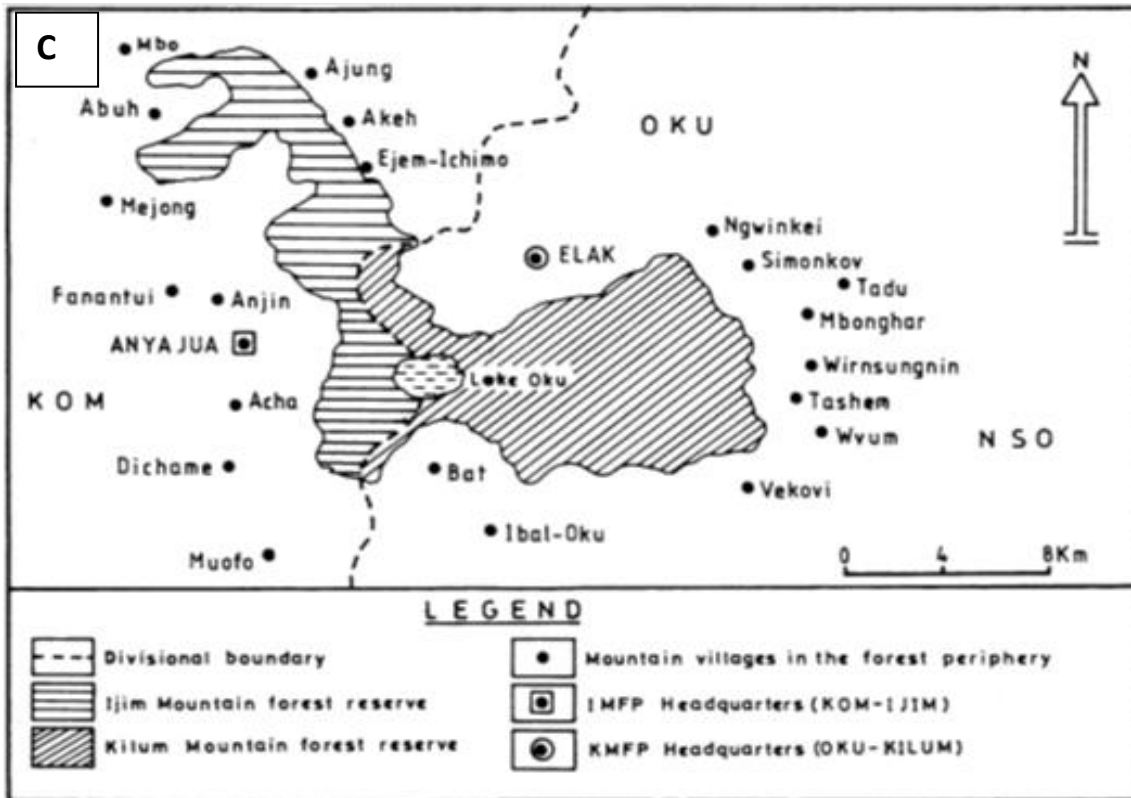 C
Mbo
Ajung
Abuh
Akeh
Ejem-Ichimo
Mejong
OKU
N
Ngwinkei
ELAK
Simonkov
Tadu
Fanantui
Anjin
Mbonghar
ANYAJUA
Wirnsungnin
Lake Oku
KOM
Acha
Tashem
Wvum
NSO
Dichame
Bat
Vekovi
Ibal-Oku
Muofo
0 4 8Km
LEGEND
Divisional boundary
Mountain villages in the forest periphery
Ijim Mountain forest reserve
IMFP Headquarters (KOM-IJIM)
Kilum Mountain forest reserve
KMFP Headquarters (OKU-KILUM)